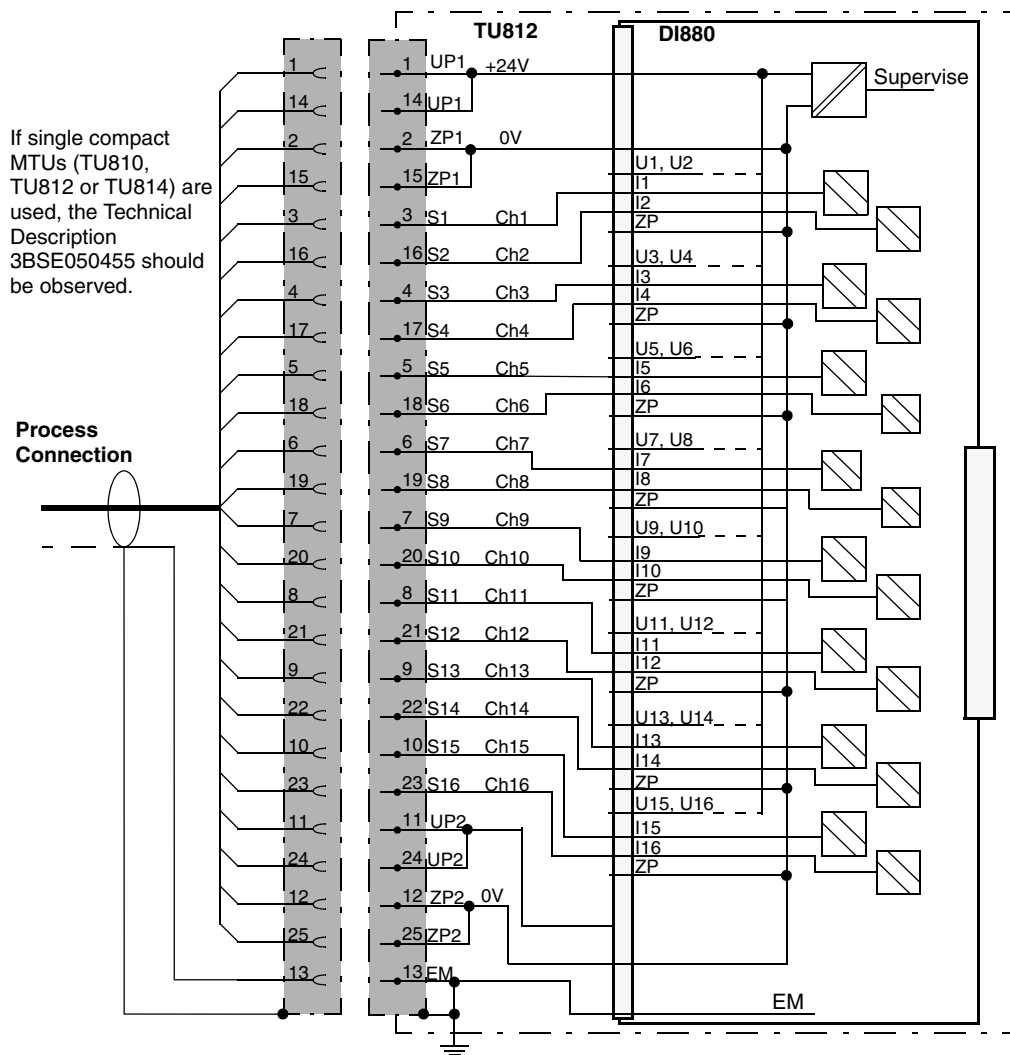 TU812 DI880
1 1 UP1 +24V Supervise
14 14 UP1
If single compact
MTUs (TU810,
TU812 or TU814) are
used, the Technical
Description
3BSE050455 should
be observed.
2 2 ZP1 0V
U1, U2
15 15 ZP1 I1
I2
3 3 S1 Ch1 ZP
16 16 S2 Ch2 U3, U4
I3
4 4 S3 Ch3 I4
ZP
17 17 S4 Ch4
U5, U6
5 5 S5 Ch5 I5
I6
18 18 S6 Ch6 ZP
Process
Connection
6 6 S7 Ch7 U7, U8
I7
19 19 S8 Ch8 I8
ZP
7 7 S9 Ch9 U9, U10
I9
20 20 S10 Ch10 I10
ZP
8 8 S11 Ch11
U11, U12
21 21 S12 Ch12 I11
I12
9 9 S13 Ch13 ZP
22 22 S14 Ch14 U13, U14
I13
10 10 S15 Ch15 I14
ZP
23 23 S16 Ch16 U15, U16
I15
11 11 UP2
I16
24 24 UP2 ZP
12 12 ZP2 0V
25 25 ZP2
13 13 EM
EM